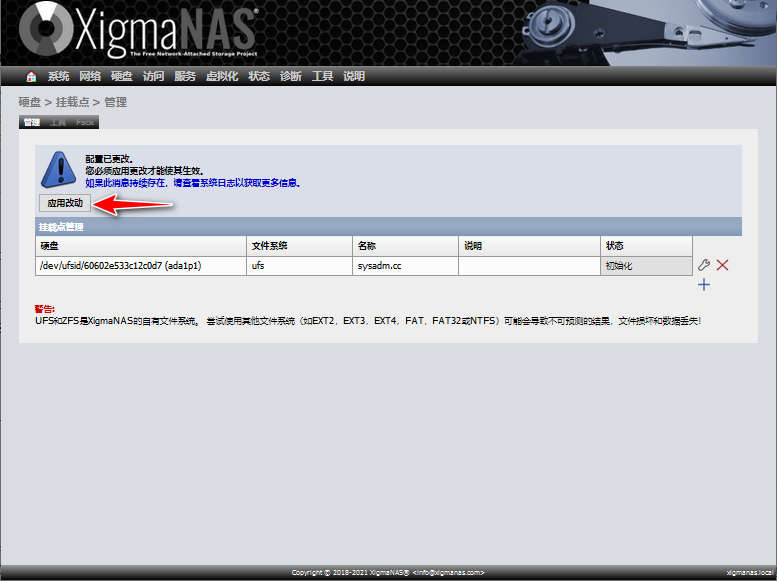 XigmaNAS®
The Free Network-Attached Storage Project
系统 网络 硬盘 访问 服务 虚拟化 状态 诊断 工具 说明
硬盘 > 挂载点 > 管理
管理 工具 Fsck
配置已更改。
您必须应用更改才能使其生效。
如果此消息持续存在，请查看系统日志以获取更多信息。
应用改动
挂载点管理
硬盘 文件系统 名称 说明 状态
/dev/ufsid/60602e533c12c0d7 (ada1p1) ufs sysadm.cc 初始化
警告:
UFS和ZFS是XigmaNAS的自有文件系统。 尝试使用其他文件系统（如EXT2，EXT3，EXT4，FAT，FAT32或NTFS）可能会导致不可预测的结果，文件损坏和数据丢失！
Copyright © 2018-2021 XigmaNAS® <info@xigmanas.com>
xigmanas.local